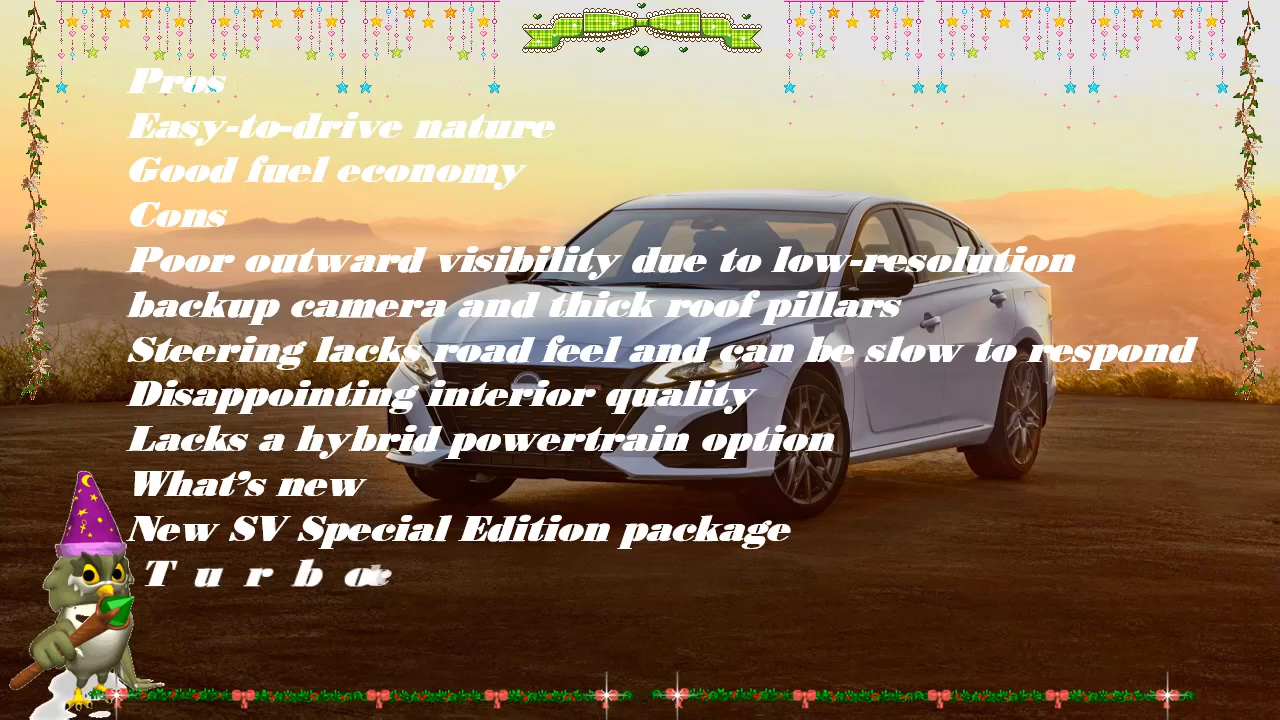 Pros
Easy-to-drive nature
Good fuel economy
Cons
Poor outward visibility due to low-resolution
backup camera and thick roof pillars
Steering lacks road feel and can be slow to respond
Disappointing interior quality
Lacks a hybrid powertrain option
What’s new
New SV Special Edition package